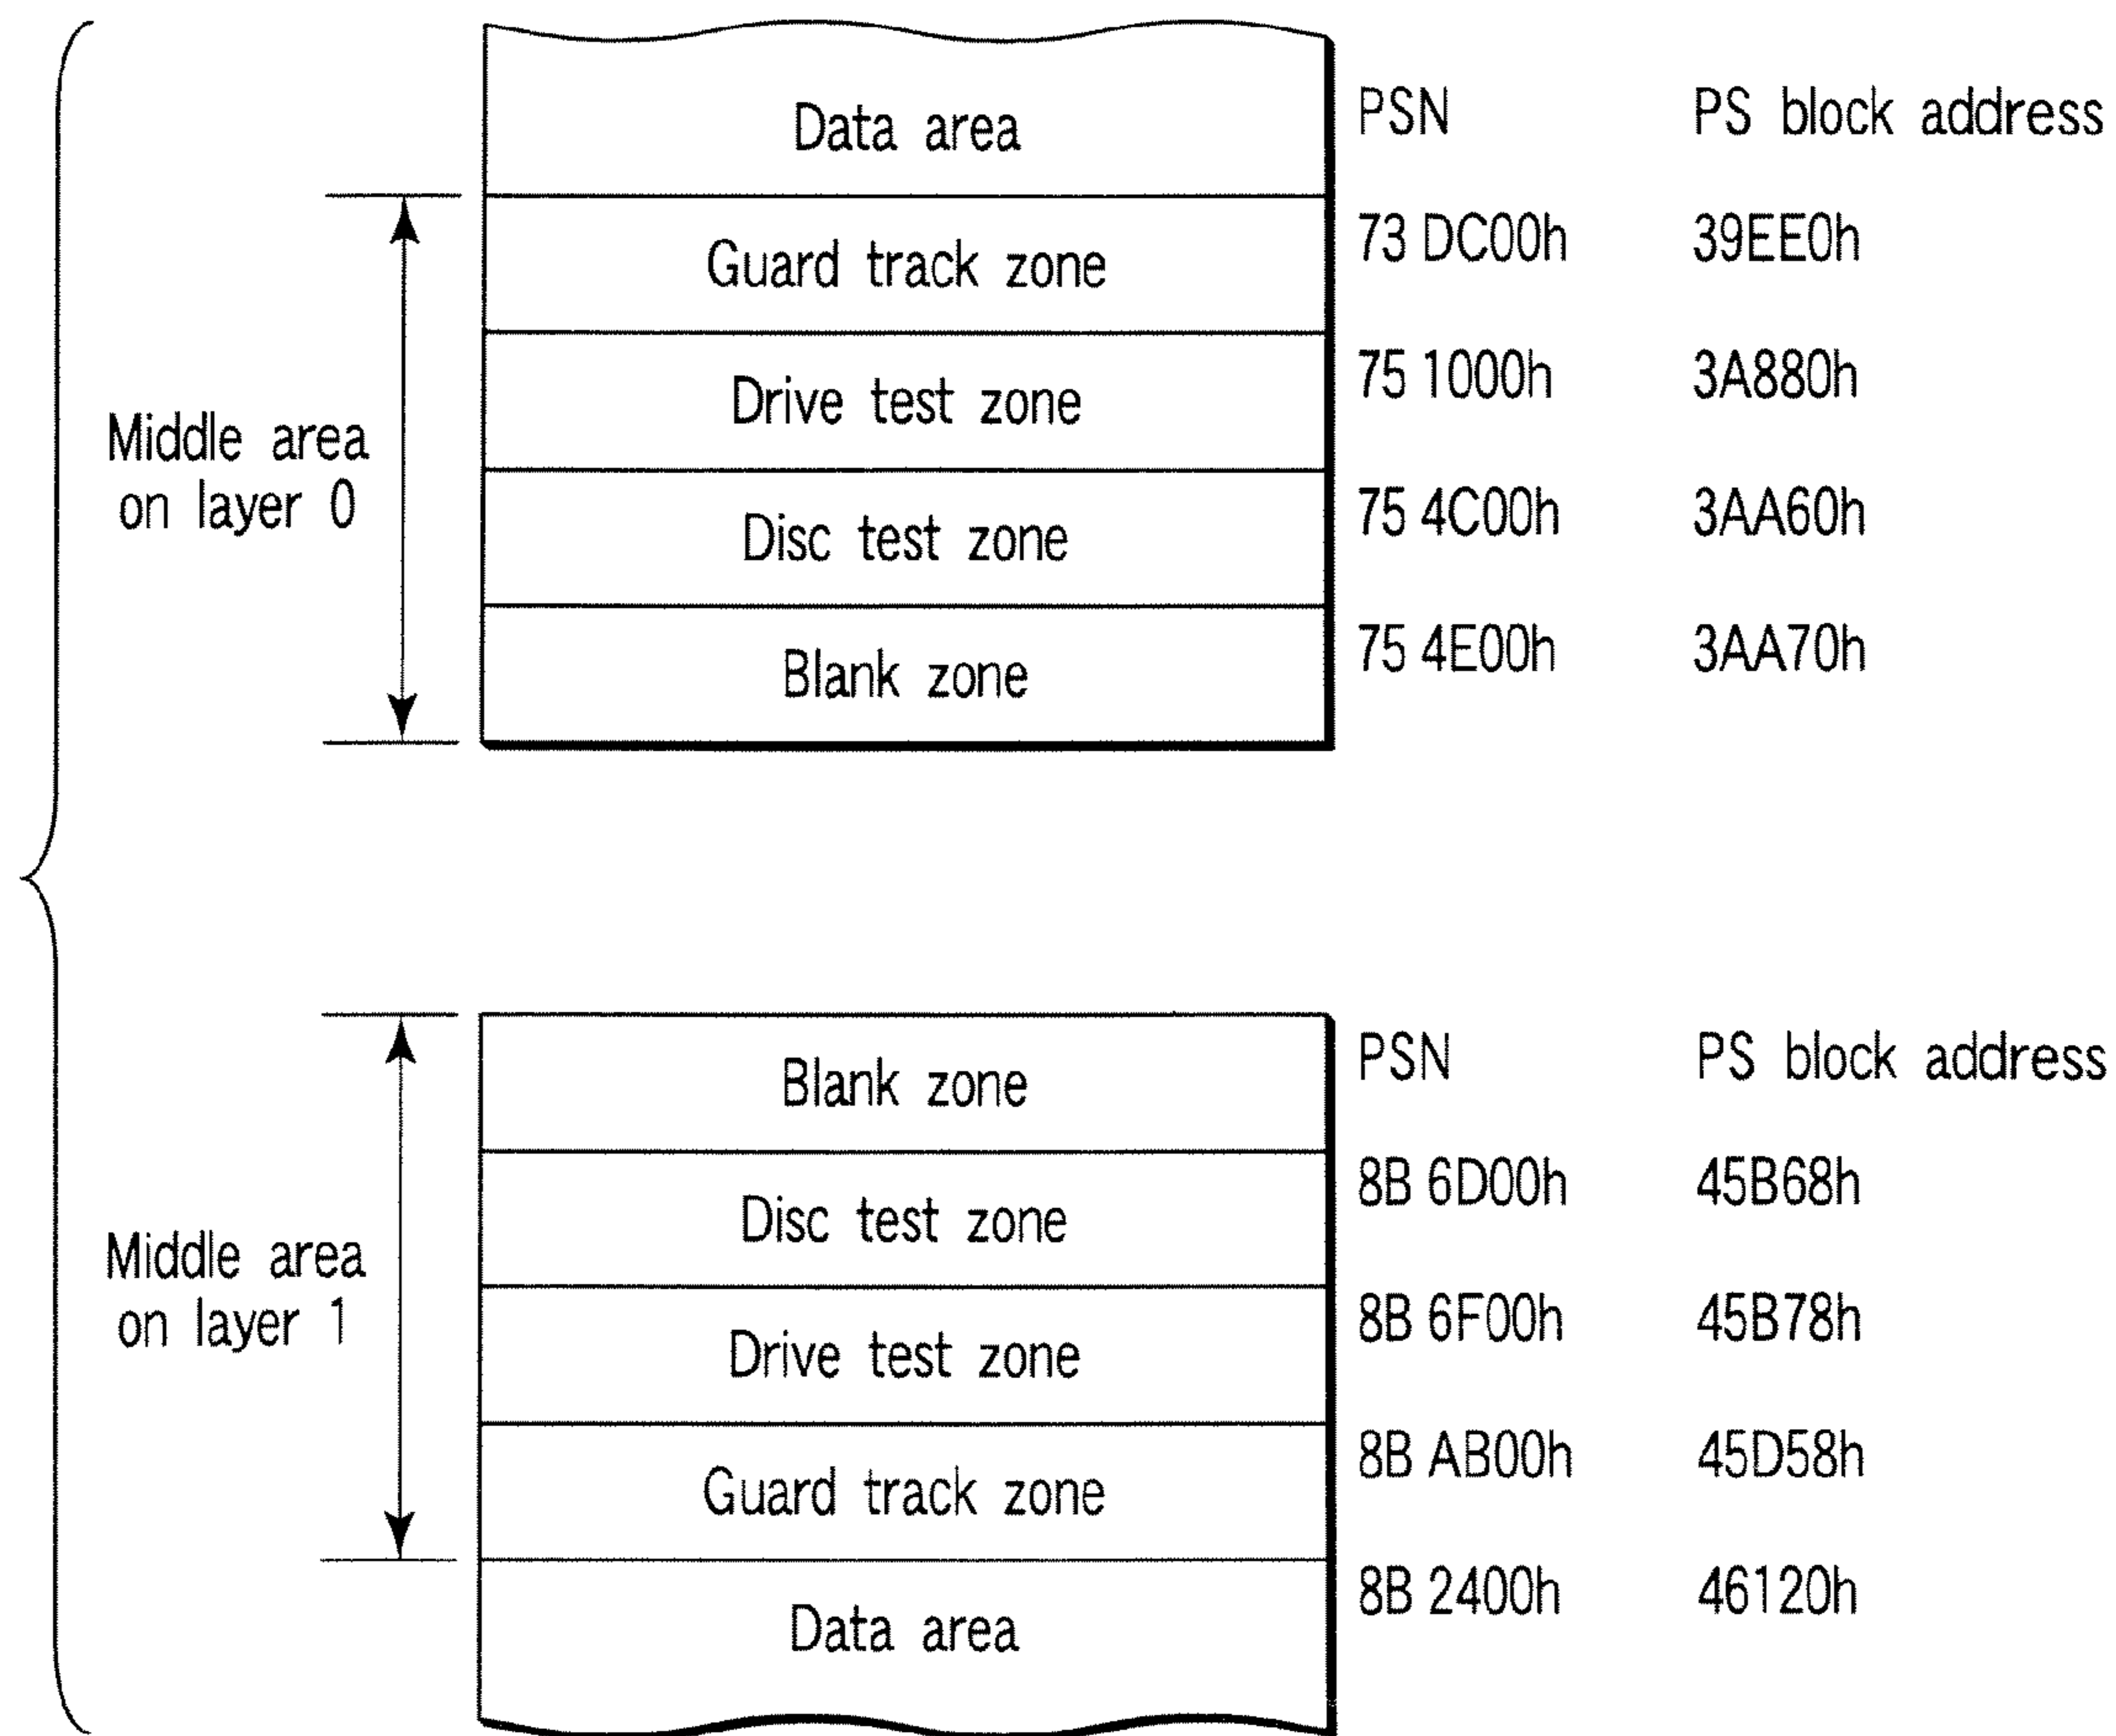 Data area
PSN PS block address
Guard track zone
73 DC00h 39EE0h
Drive test zone
75 1000h 3A880h
Middle area
on layer 0
Disc test zone
75 4C00h 3AA60h
Blank zone
75 4E00h 3AA70h
Blank zone
PSN PS block address
Disc test zone
8B 6D00h 45B68h
Middle area
on layer 1
Drive test zone
8B 6F00h 45B78h
Guard track zone
8B AB00h 45D58h
Data area
8B 2400h 46120h